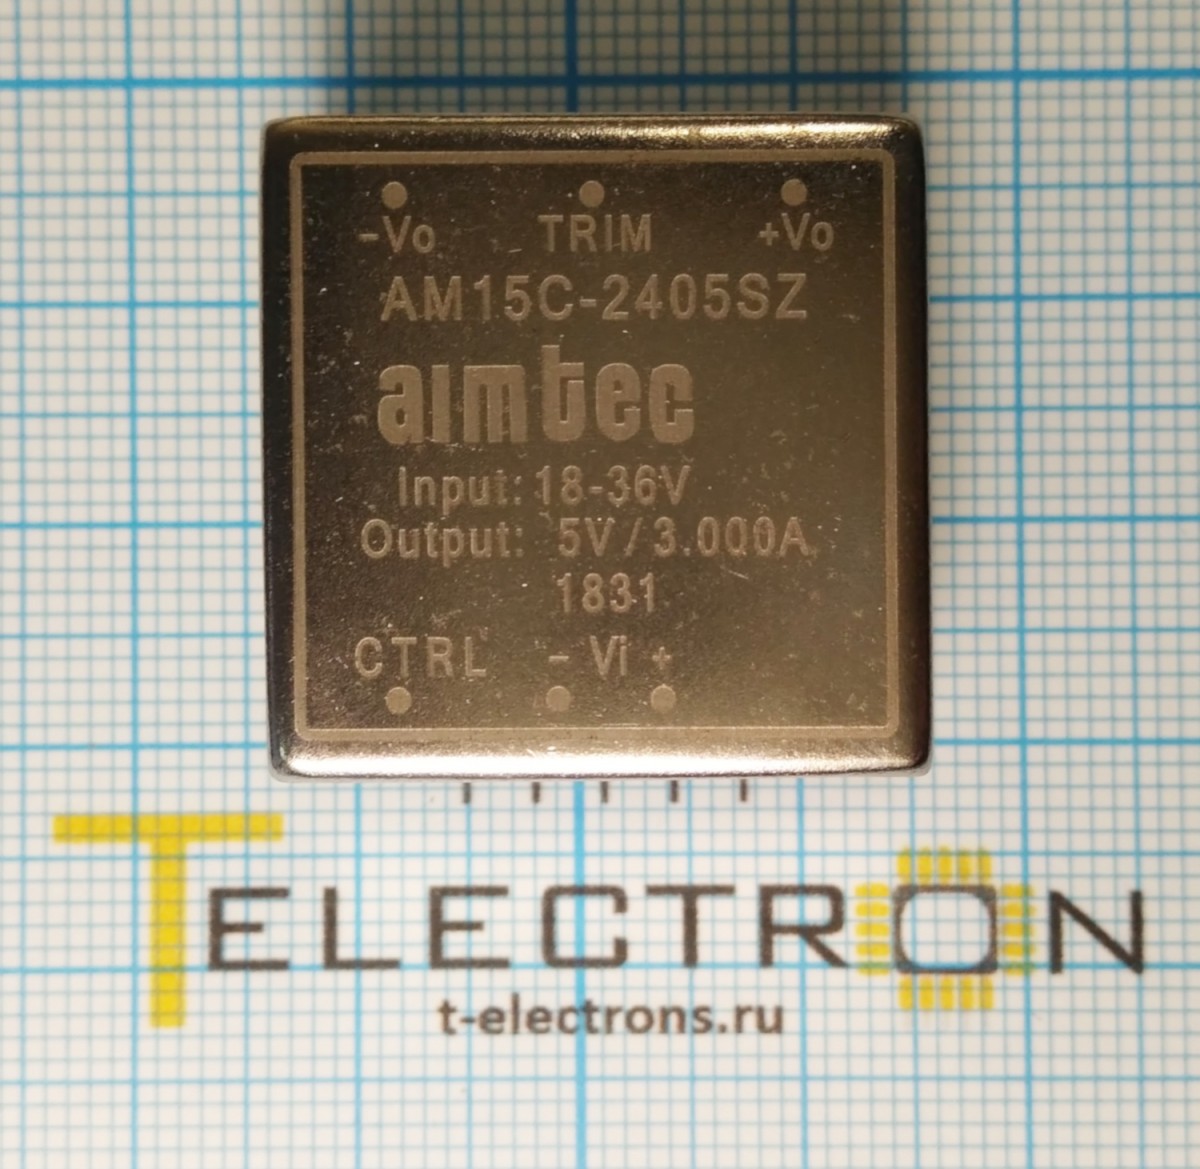 -Vo TRIM +Vo
AM15C-2405SZ
aimtec
Input: 18-36V
Output: 5V / 3.000A
1831
CTRL - Vi +
TELECTRON
t-electrons.ru